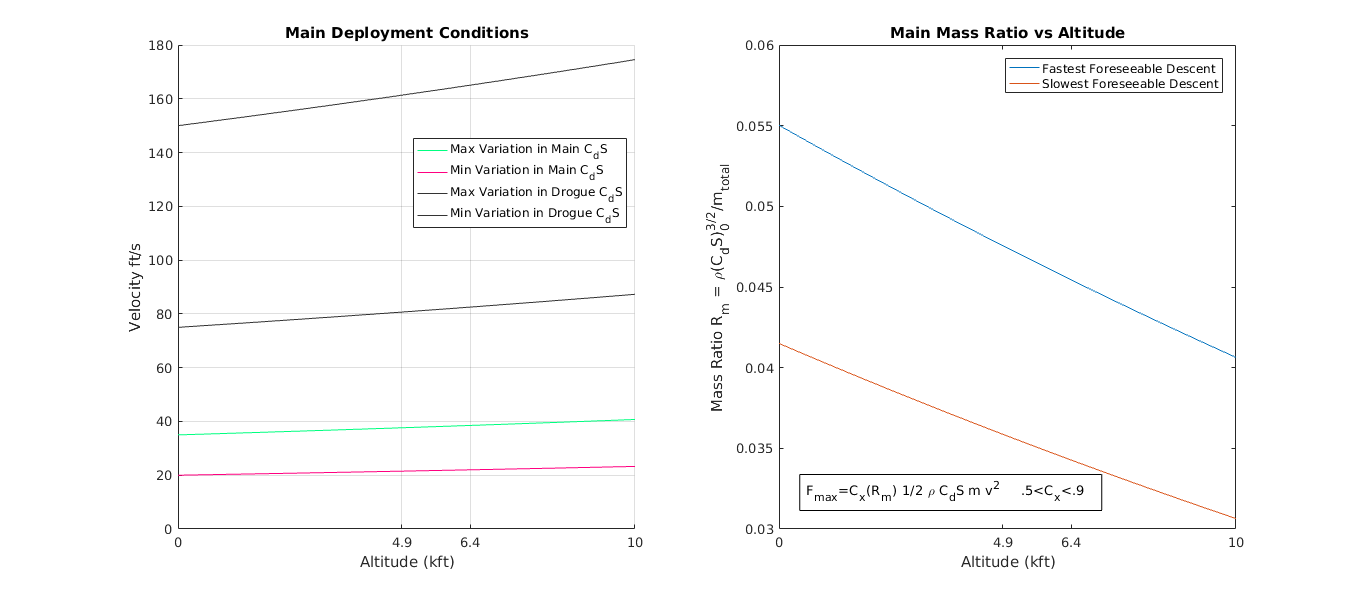 Main Deployment Conditions
180
160
140
120
100
80
60
40
20
0
Velocity ft/s
Max Variation in Main C_dS
Min Variation in Main C_dS
Max Variation in Drogue C_dS
Min Variation in Drogue C_dS
0 4.9 6.4 10
Altitude (kft)
Main Mass Ratio vs Altitude
0.06
0.055
0.05
0.045
0.04
0.035
0.03
Mass Ratio R_m = ρ(C_dS)_0^{3/2}/m_total
Fastest Foreseeable Descent
Slowest Foreseeable Descent
F_max=C_x(R_m) 1/2 ρ C_dS m v^2 .5<C_x<.9
0 4.9 6.4 10
Altitude (kft)